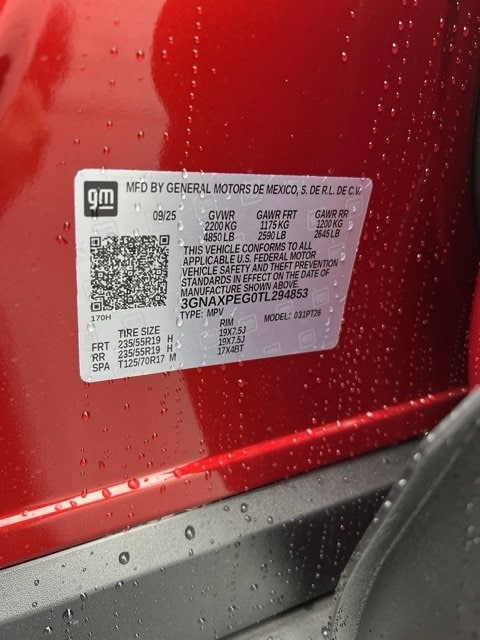 gm MFD BY GENERAL MOTORS DE MEXICO, S. DE R.L. DE C.V.
09/25 GVWR GAWR FRT GAWR RR
2200 KG 1175 KG 1200 KG
4850 LB 2590 LB 2645 LB
THIS VEHICLE CONFORMS TO ALL
APPLICABLE U.S. FEDERAL MOTOR
VEHICLE SAFETY AND THEFT PREVENTION
STANDARDS IN EFFECT ON THE DATE OF
MANUFACTURE SHOWN ABOVE.
3GNAXPEG0TL294853
170H TYPE: MPV MODEL: 031PT26
TIRE SIZE RIM
FRT 235/55R19 H 19X7.5J
RR 235/55R19 H 19X7.5J
SPA T125/70R17 M 17X4BT